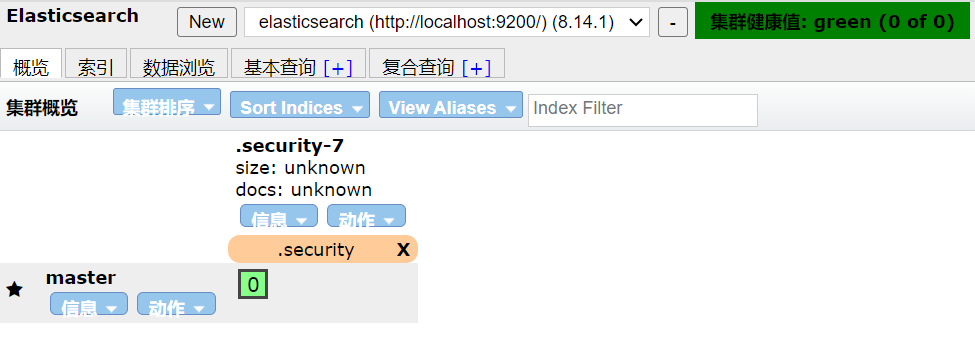 Elasticsearch New elasticsearch (http://localhost:9200/) (8.14.1) - 集群健康值: green (0 of 0)
概览 索引 数据浏览 基本查询 [+] 复合查询 [+]
集群概览 集群排序 Sort Indices View Aliases Index Filter
.security-7
size: unknown
docs: unknown
信息 动作
.security X
master 0
信息 动作